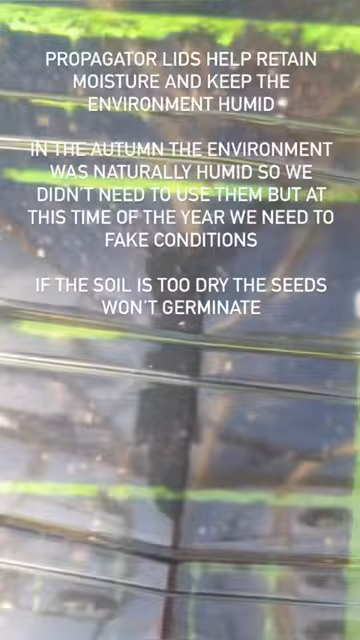 PROPAGATOR LIDS HELP RETAIN
MOISTURE AND KEEP THE
ENVIRONMENT HUMID
IN THE AUTUMN THE ENVIRONMENT
WAS NATURALLY HUMID SO WE
DIDN'T NEED TO USE THEM BUT AT
THIS TIME OF THE YEAR WE NEED TO
FAKE CONDITIONS
IF THE SOIL IS TOO DRY THE SEEDS
WON'T GERMINATE